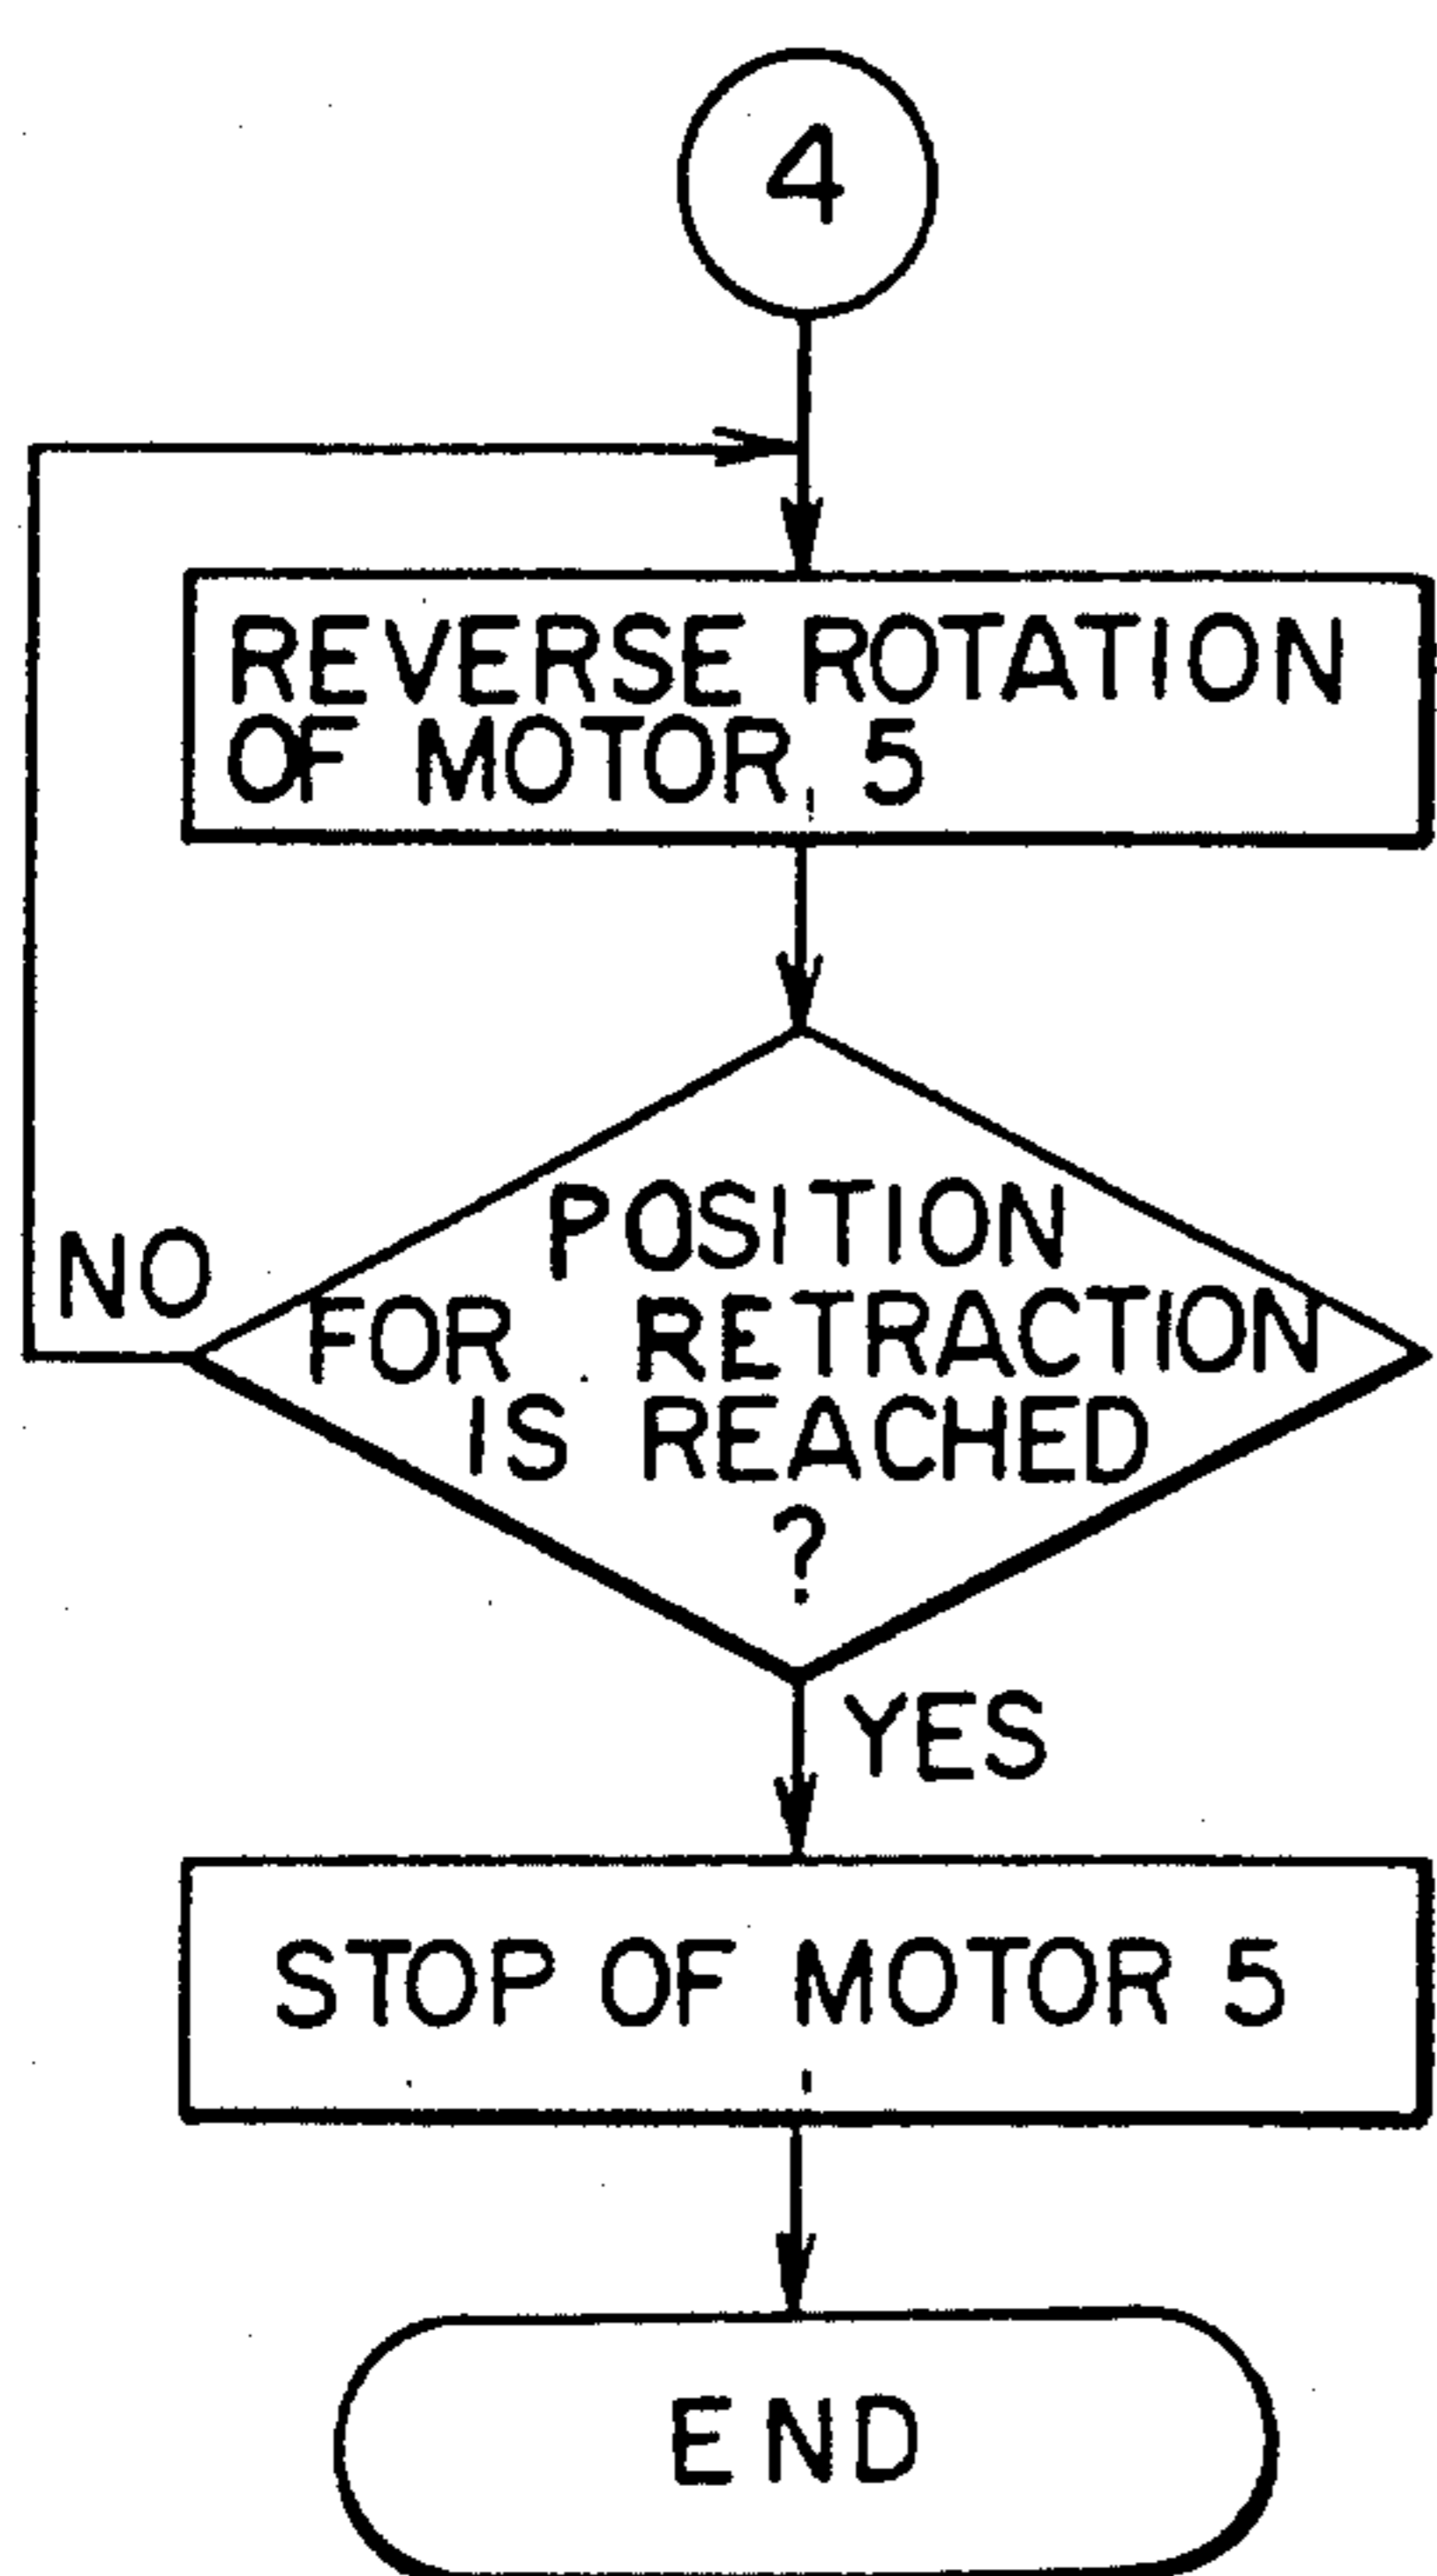 4
REVERSE ROTATION
OF MOTOR 5
POSITION
FOR RETRACTION
IS REACHED
?
NO
YES
STOP OF MOTOR 5
END